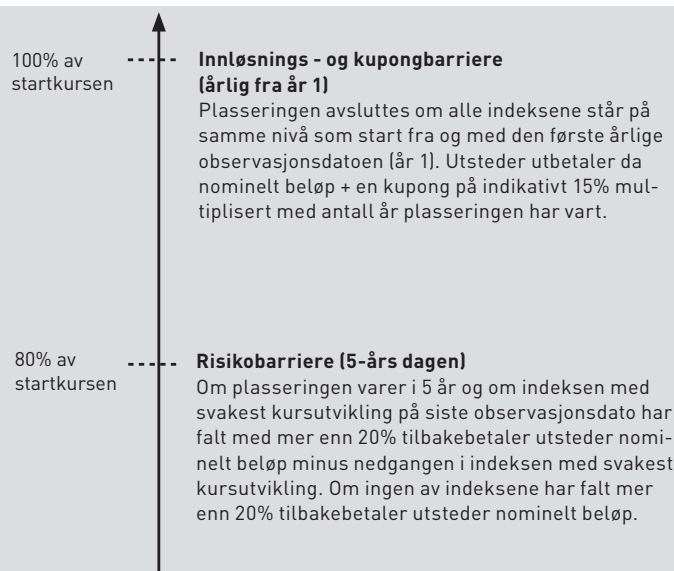 100% av
startkursen
Innløsnings - og kupongbarriere
(årlig fra år 1)
Plasseringen avsluttes om alle indeksene står på
samme nivå som start fra og med den første årlige
observasjonsdatoen (år 1). Utsteder utbetaler da
nominelt beløp + en kupong på indikativt 15% mul-
tiplisert med antall år plasseringen har vart.
80% av
startkursen
Risikobarriere (5-års dagen)
Om plasseringen varer i 5 år og om indeksen med
svakest kursutvikling på siste observasjonsdato har
falt med mer enn 20% tilbakebetaler utsteder nomi-
nelt beløp minus nedgangen i indeksen med svakest
kursutvikling. Om ingen av indeksene har falt mer
enn 20% tilbakebetaler utsteder nominelt beløp.